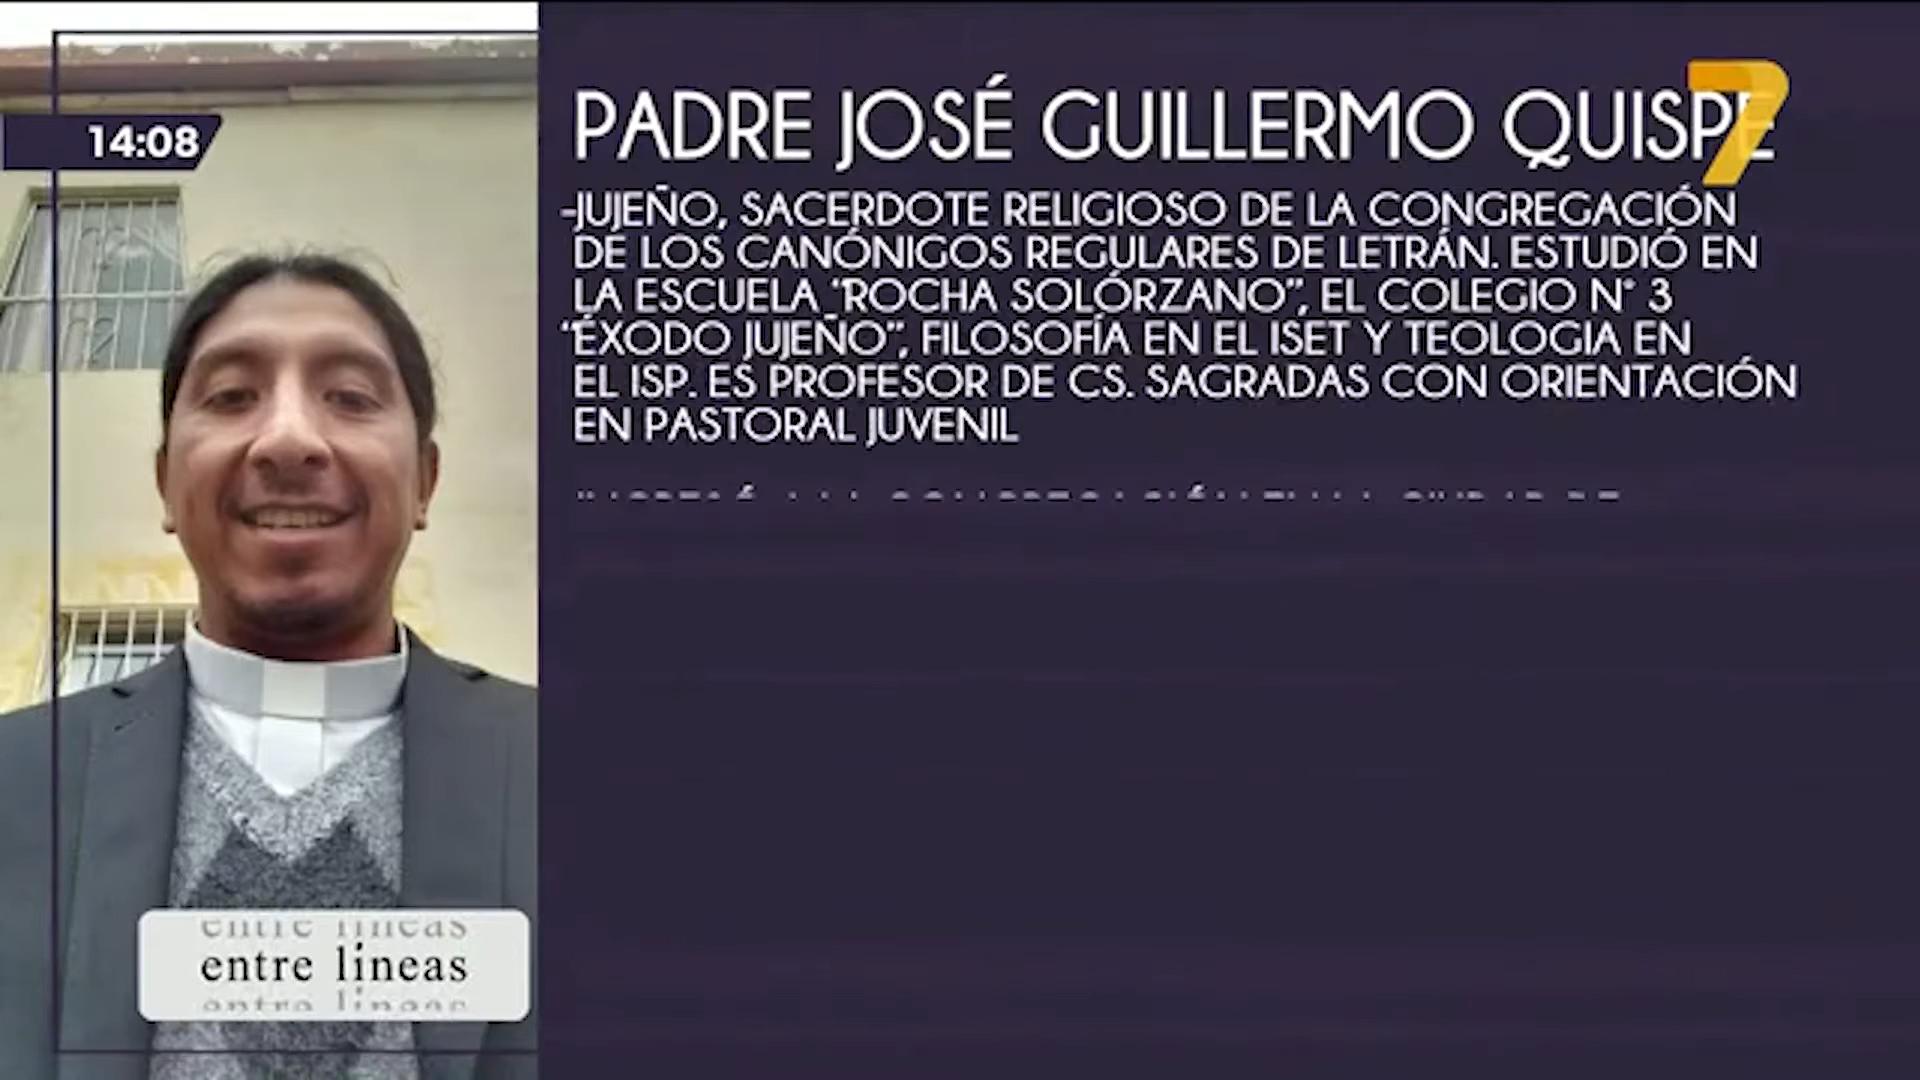 PADRE JOSÉ GUILLERMO QUISPE
7
14:08
-JUJEÑO, SACERDOTE RELIGIOSO DE LA CONGREGACIÓN
DE LOS CANÓNIGOS REGULARES DE LETRÁN. ESTUDIÓ EN
LA ESCUELA “ROCHA SOLÓRZANO”, EL COLEGIO N° 3
“ÉXODO JUJEÑO”, FILOSOFÍA EN EL ISET Y TEOLOGIA EN
EL ISP. ES PROFESOR DE CS. SAGRADAS CON ORIENTACIÓN
EN PASTORAL JUVENIL
entre lineas
entre lineas
entre lineas